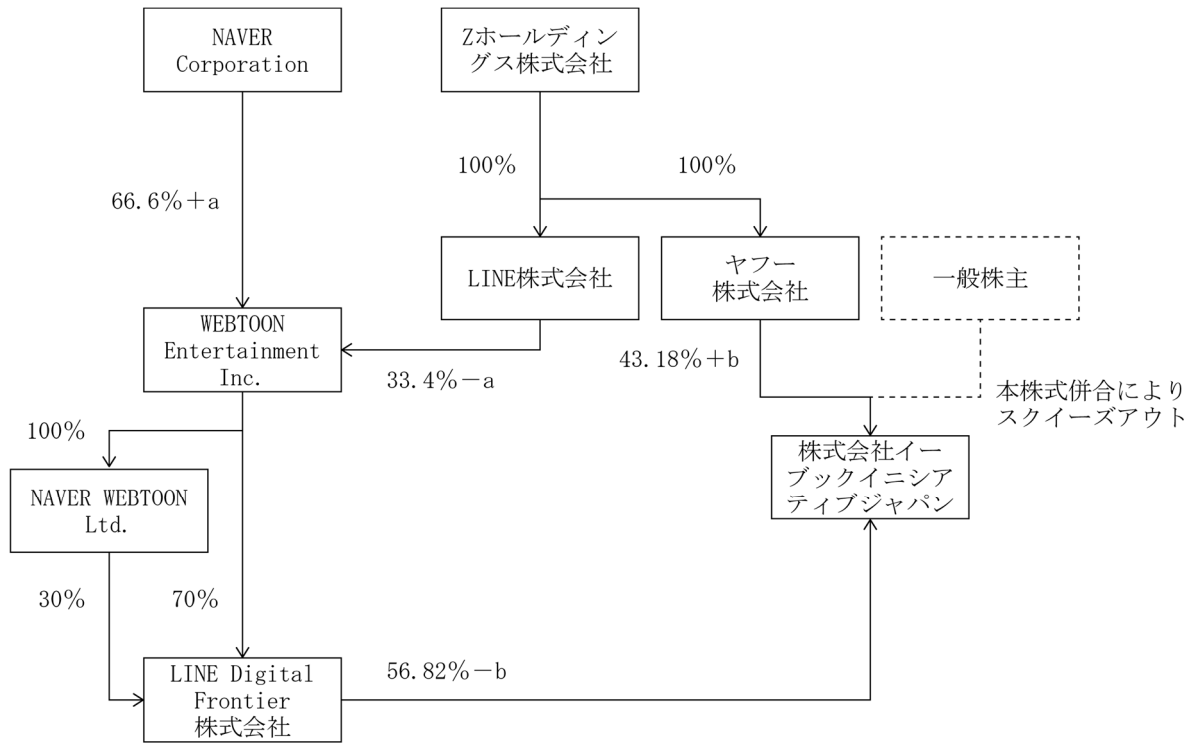 NAVER
Corporation
Zホールディン
グス株式会社
100%
100%
66.6%＋a
LINE株式会社
ヤフー
株式会社
一般株主
WEBTOON
Entertainment
Inc.
33.4%－a
43.18%＋b
本株式併合により
スクイーズアウト
100%
株式会社イー
ブックイニシア
ティブジャパン
NAVER WEBTOON
Ltd.
30%
70%
LINE Digital
Frontier
株式会社
56.82%－b